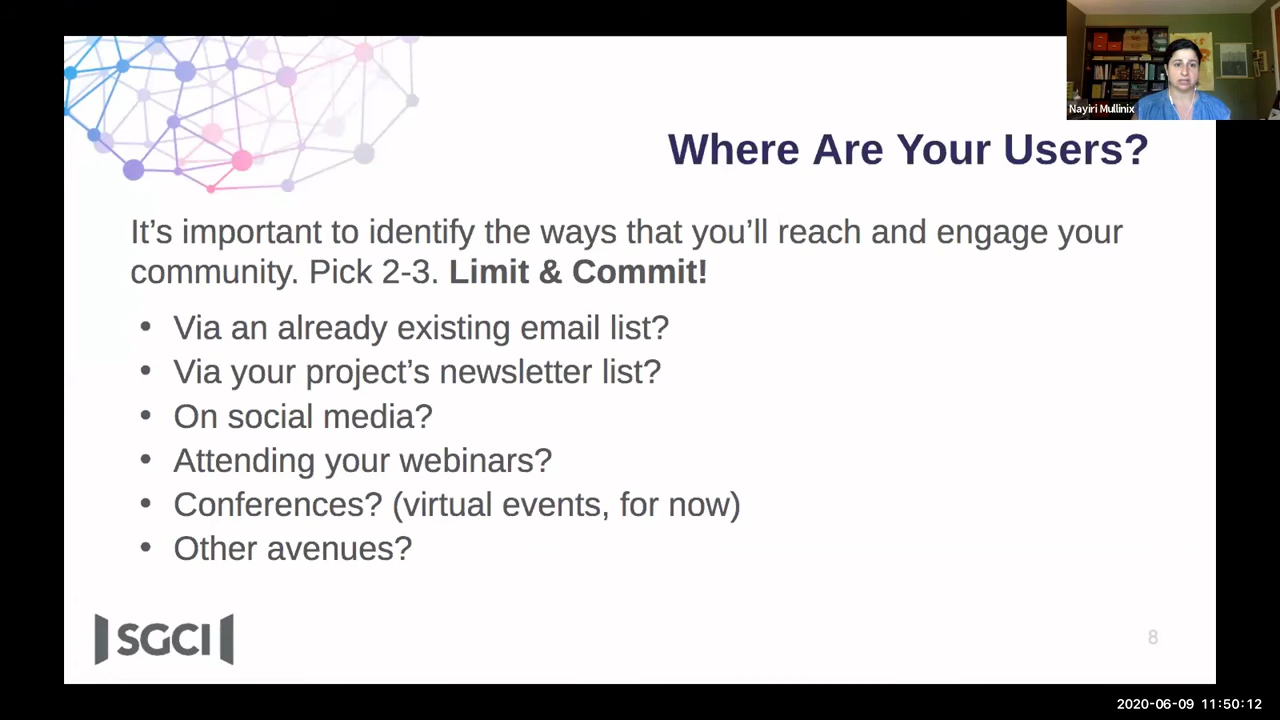 Nayiri Mullinix
Where Are Your Users?
It’s important to identify the ways that you’ll reach and engage your
community. Pick 2-3. Limit & Commit!
• Via an already existing email list?
• Via your project’s newsletter list?
• On social media?
• Attending your webinars?
• Conferences? (virtual events, for now)
• Other avenues?
SGCI
8
2020-06-09 11:50:12